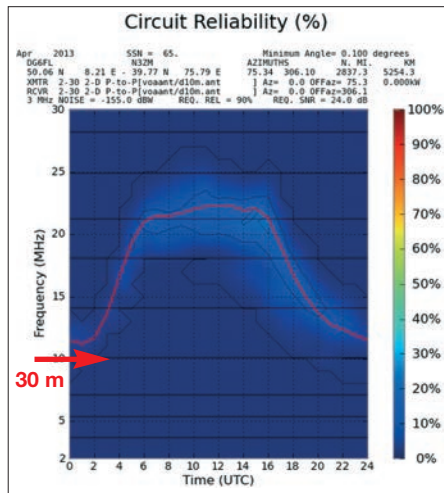 Circuit Reliability (%)
Apr 2013 SSN = 65. Minimum Angle= 0.100 degrees
DG6FL N3ZM AZIMUTHS N. MI. KM
50.06 N 8.21 E - 39.77 N 75.79 E 75.34 306.10 2837.3 5254.3
XMTR 2-30 2-D P-to-P[voaant/d10m.ant ] Az= 0.0 OFFaz= 75.3 0.000kW
RCVR 2-30 2-D P-to-P[voaant/d10m.ant ] Az= 0.0 OFFaz=306.1
3 MHz NOISE = -155.0 dBW REQ. REL = 90% REQ. SNR = 24.0 dB
30
25
20
15
10
5
2
Frequency (MHz)
30 m
0 2 4 6 8 10 12 14 16 18 20 22 24
Time (UTC)
100%
90%
80%
70%
60%
50%
40%
30%
20%
10%
0%